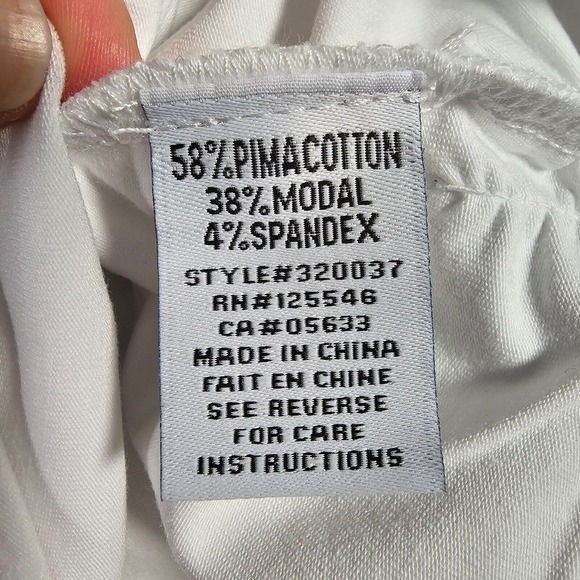 58%PIMACOTTON
38%MODAL
4%SPANDEX
STYLE#320037
RN#125546
CA#05633
MADE IN CHINA
FAIT EN CHINE
SEE REVERSE
FOR CARE
INSTRUCTIONS